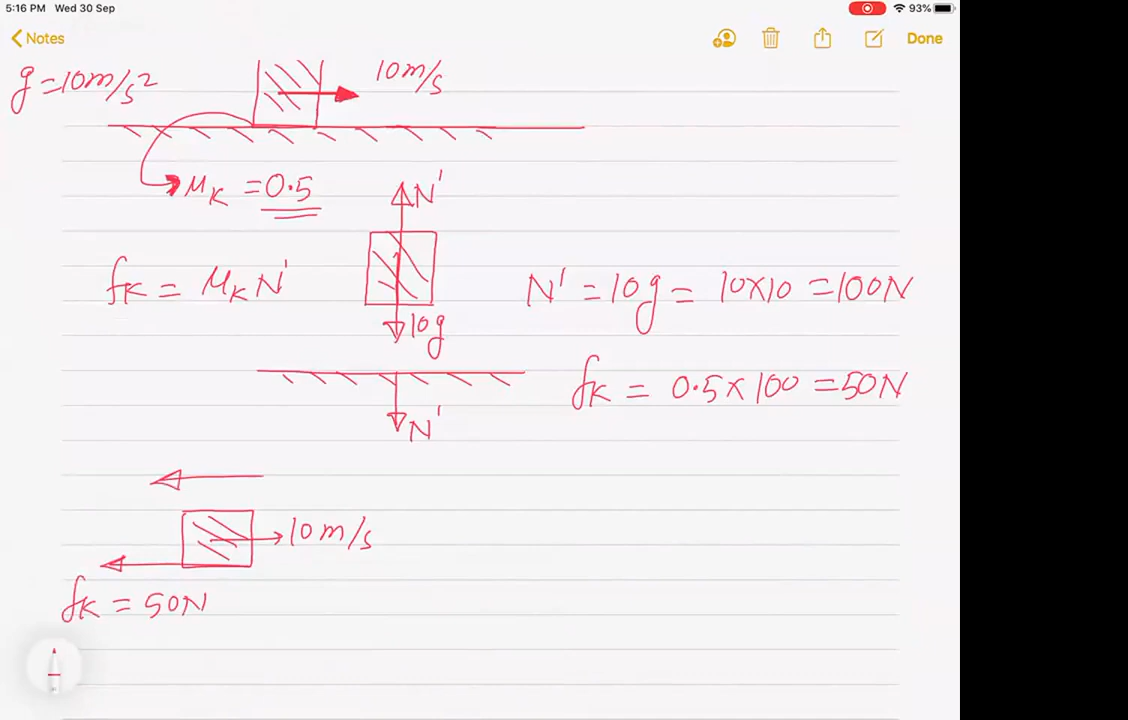 5:16 PM Wed 30 Sep 93%
Notes Done
g=10m/s² 10m/s
μK = 0.5
N'
fK = μK N'
N' = 10g = 10×10 = 100N
10g
fK = 0.5×100 = 50N
N'
10m/s
fK = 50N